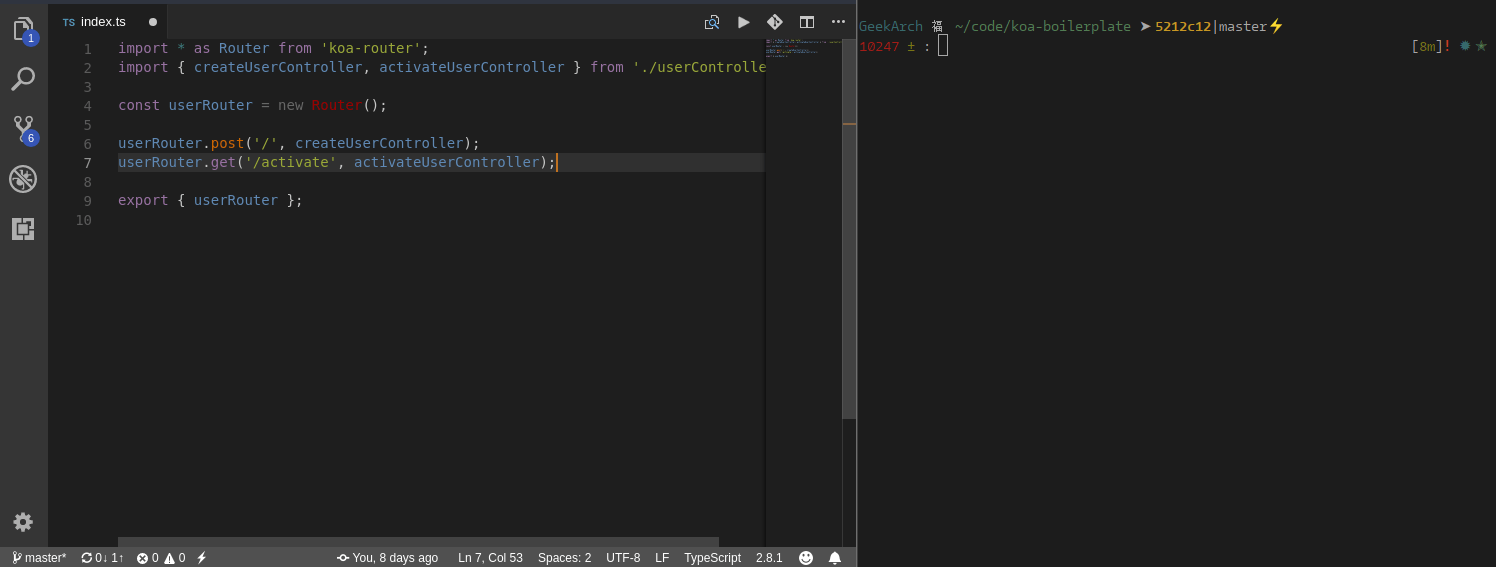 TS index.ts
1 import * as Router from 'koa-router';
2 import { createUserController, activateUserController } from './userControlle
3
4 const userRouter = new Router();
5
6 userRouter.post('/', createUserController);
7 userRouter.get('/activate', activateUserController);
8
9 export { userRouter };
10
1
6
master* 0↓ 1↑ 0 0 You, 8 days ago Ln 7, Col 53 Spaces: 2 UTF-8 LF TypeScript 2.8.1
GeekArch 福 ~/code/koa-boilerplate ➤ 5212c12|master⚡
10247 ± : [8m]! ✹ ✭